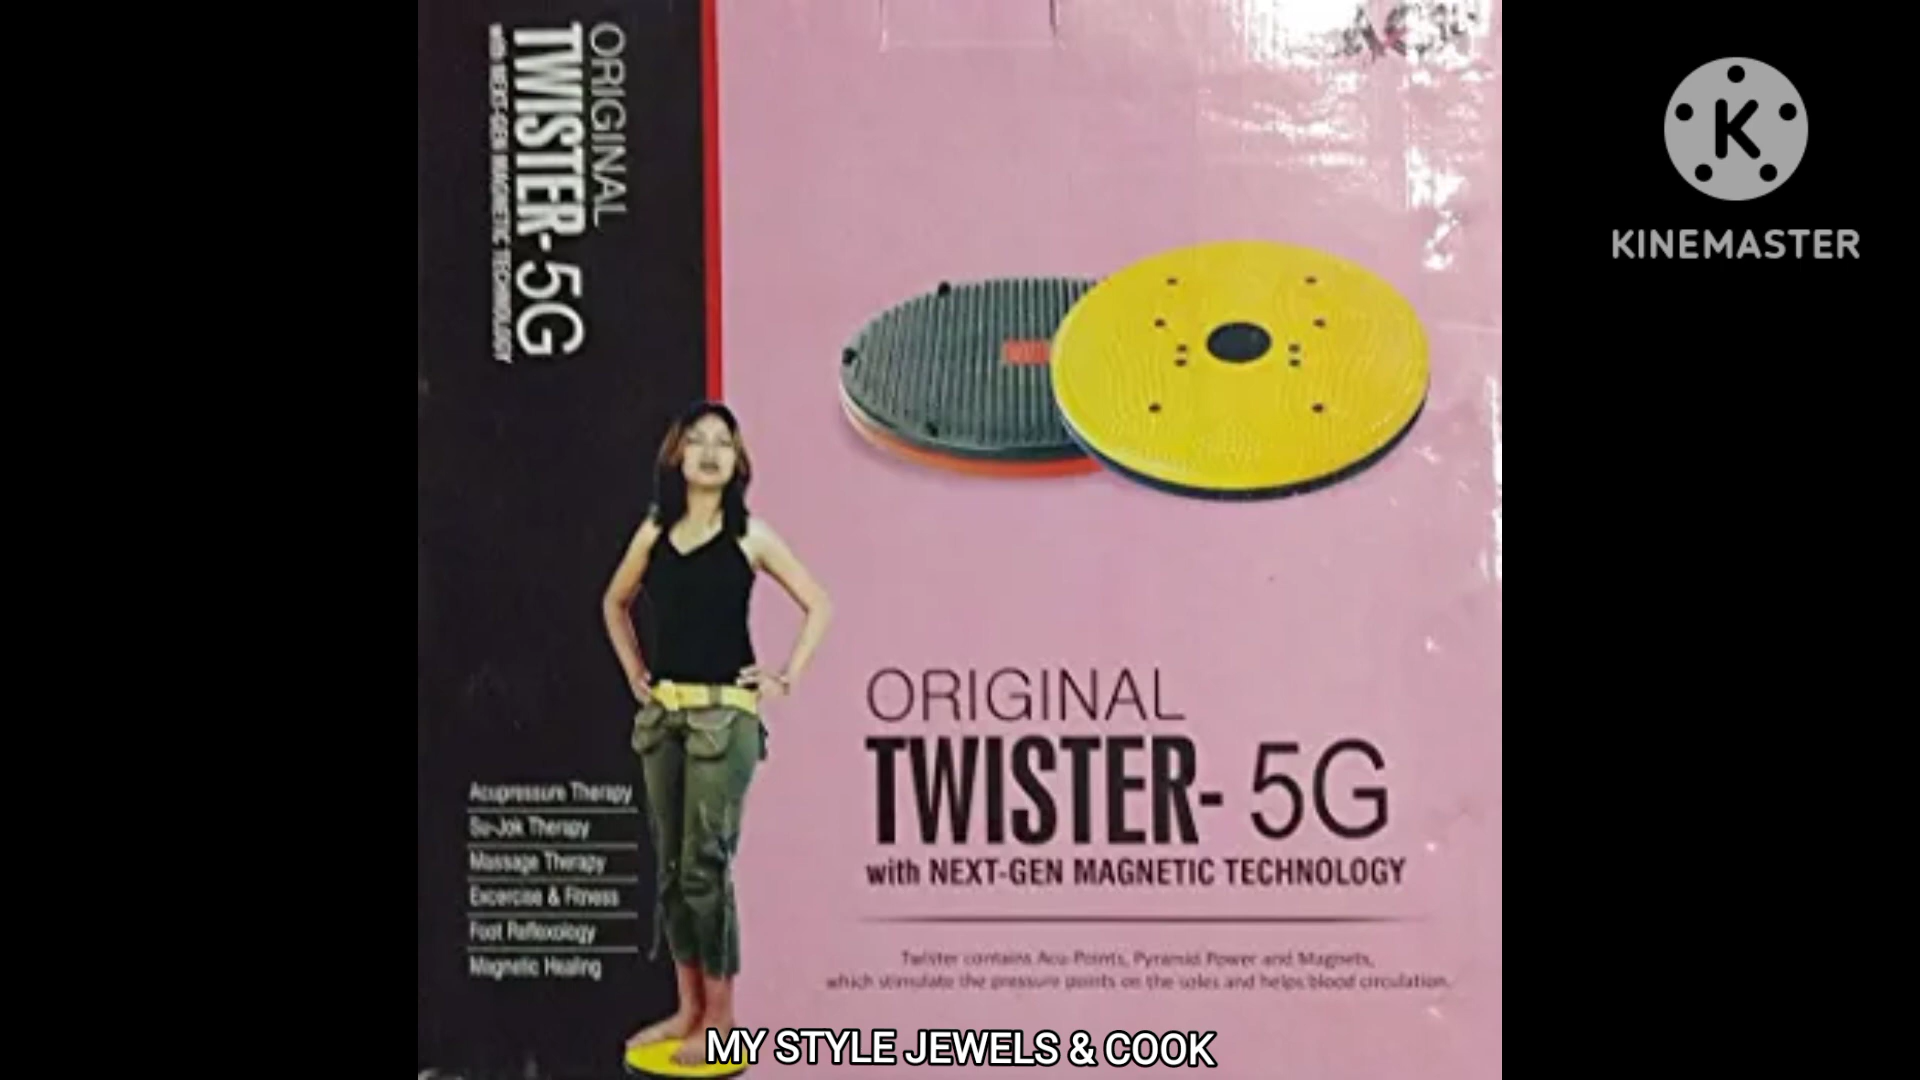 ORIGINAL
TWISTER-5G
with NEXT-GEN MAGNETIC TECHNOLOGY
K
KINEMASTER
Acupressure Therapy
Su-Jok Therapy
Massage Therapy
Excercise & Fitness
Foot Reflexology
Magnetic Healing
ORIGINAL
TWISTER- 5G
with NEXT-GEN MAGNETIC TECHNOLOGY
Twister contains Acu-Points, Pyramid Power and Magnets,
which stimulate the pressure points on the soles and helps blood circulation.
MY STYLE JEWELS & COOK